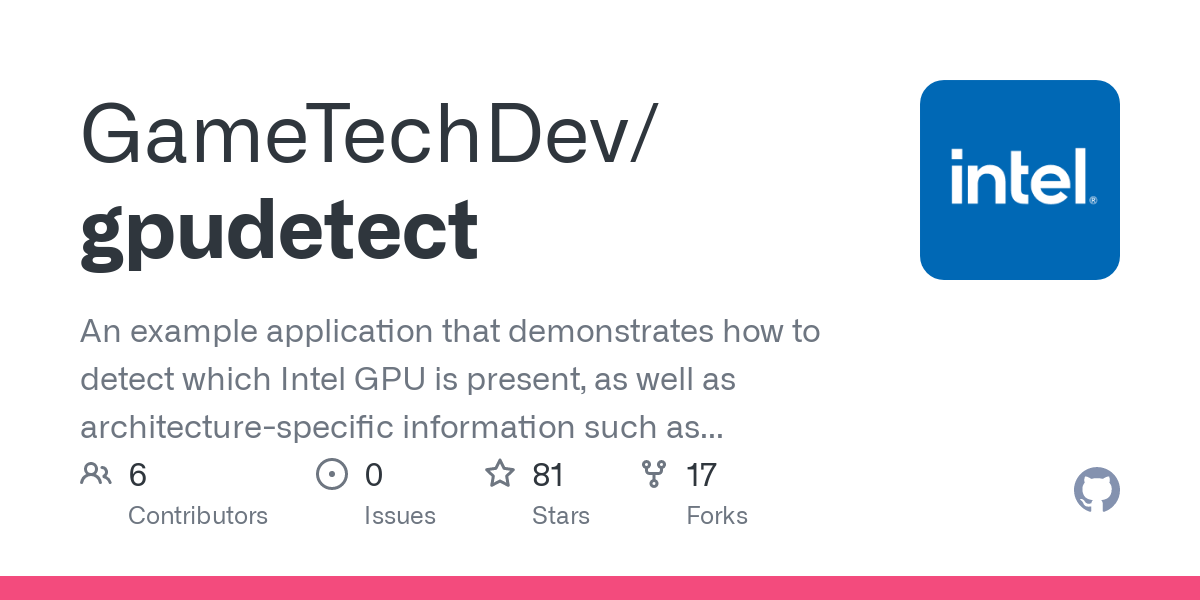 GameTechDev/
gpudetect
intel®
An example application that demonstrates how to
detect which Intel GPU is present, as well as
architecture-specific information such as...
6
Contributors
0
Issues
81
Stars
17
Forks